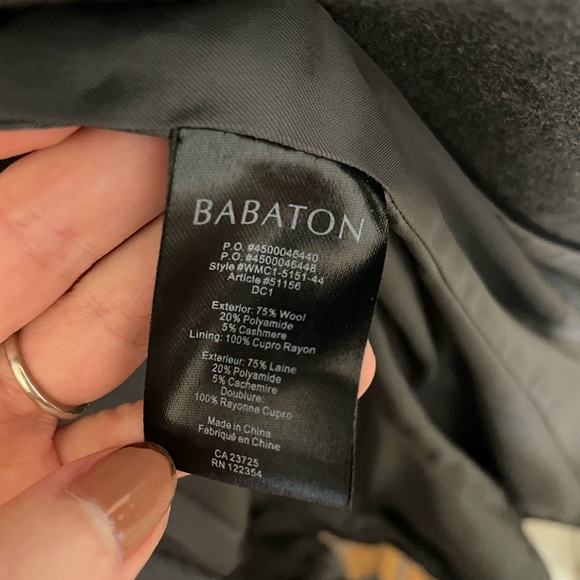 BABATON
P.O. #4500046440
P.O. #4500046448
Style #WMC1-5151-44
Article #51156
DC1
Exterior: 75% Wool
20% Polyamide
5% Cashmere
Lining: 100% Cupro Rayon
Exterieur: 75% Laine
20% Polyamide
5% Cachemire
Doublure:
100% Rayonne Cupro
Made in China
Fabriqué en Chine
CA 23725
RN 122354